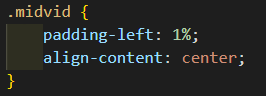 .midvid {
    padding-left: 1%;
    align-content: center;
}